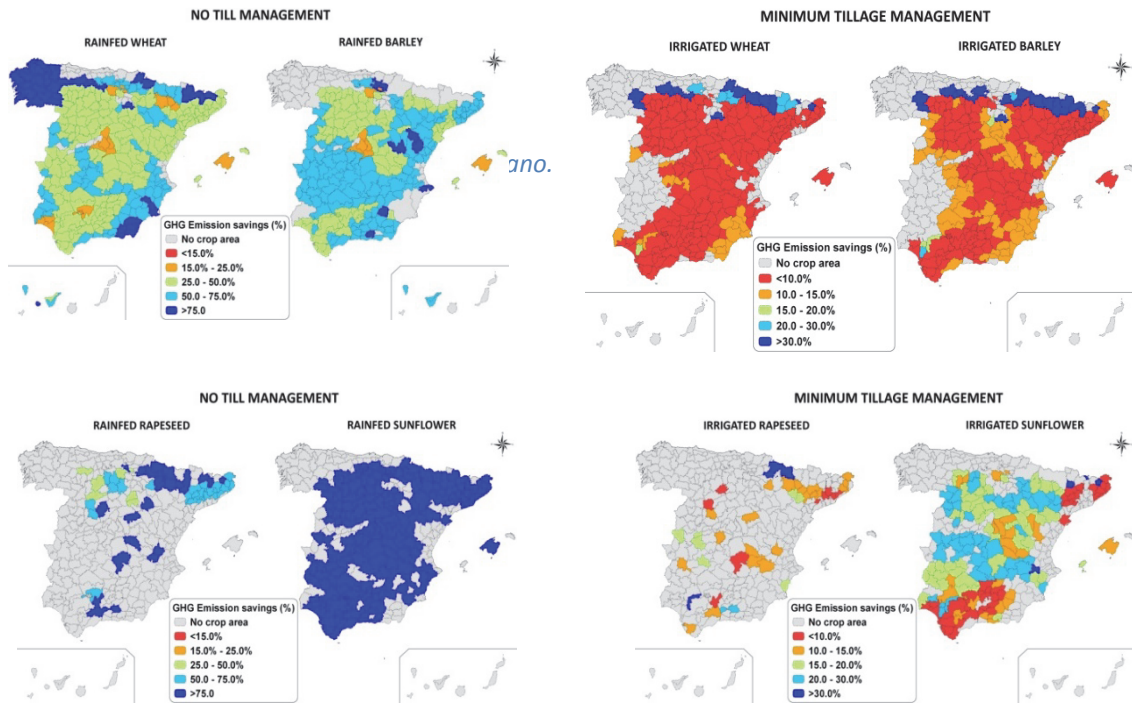 NO TILL MANAGEMENT
RAINFED WHEAT
RAINFED BARLEY
ano.
GHG Emission savings (%)
No crop area
<15.0%
15.0% - 25.0%
25.0 - 50.0%
50.0 - 75.0%
>75.0
MINIMUM TILLAGE MANAGEMENT
IRRIGATED WHEAT
IRRIGATED BARLEY
GHG Emission savings (%)
No crop area
<10.0%
10.0 - 15.0%
15.0 - 20.0%
20.0 - 30.0%
>30.0%
NO TILL MANAGEMENT
RAINFED RAPESEED
RAINFED SUNFLOWER
GHG Emission savings (%)
No crop area
<15.0%
15.0% - 25.0%
25.0 - 50.0%
50.0 - 75.0%
>75.0
MINIMUM TILLAGE MANAGEMENT
IRRIGATED RAPESEED
IRRIGATED SUNFLOWER
GHG Emission savings (%)
No crop area
<10.0%
10.0 - 15.0%
15.0 - 20.0%
20.0 - 30.0%
>30.0%